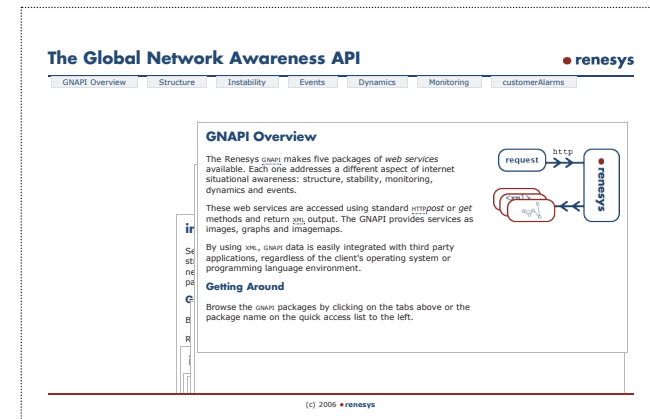 The Global Network Awareness API
renesys
GNAPI Overview Structure Instability Events Dynamics Monitoring customerAlarms
GNAPI Overview
The Renesys GNAPI makes five packages of web services
available. Each one addresses a different aspect of internet
situational awareness: structure, stability, monitoring,
dynamics and events.
These web services are accessed using standard HTTP post or get
methods and return XML output. The GNAPI provides services as
images, graphs and imagemaps.
By using XML, GNAPI data is easily integrated with third party
applications, regardless of the client's operating system or
programming language environment.
Getting Around
Browse the GNAPI packages by clicking on the tabs above or the
package name on the quick access list to the left.
http
request
renesys
(c) 2006 renesys